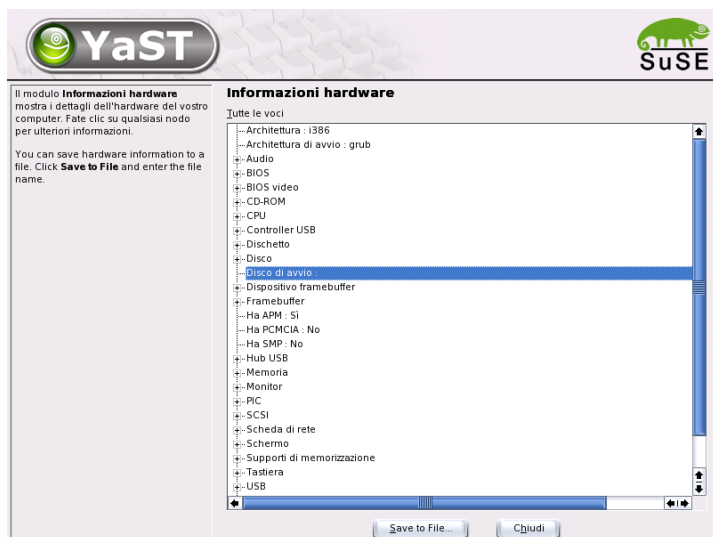 YaST
SuSE
Il modulo Informazioni hardware
mostra i dettagli dell'hardware del vostro
computer. Fate clic su qualsiasi nodo
per ulteriori informazioni.
You can save hardware information to a
file. Click Save to File and enter the file
name.
Informazioni hardware
Tutte le voci
Architettura : i386
Architettura di avvio : grub
Audio
BIOS
BIOS video
CD-ROM
CPU
Controller USB
Dischetto
Disco
Disco di avvio :
Dispositivo framebuffer
Framebuffer
Ha APM : Sì
Ha PCMCIA : No
Ha SMP : No
Hub USB
Memoria
Monitor
PIC
SCSI
Scheda di rete
Schermo
Supporti di memorizzazione
Tastiera
USB
Save to File...
Chiudi